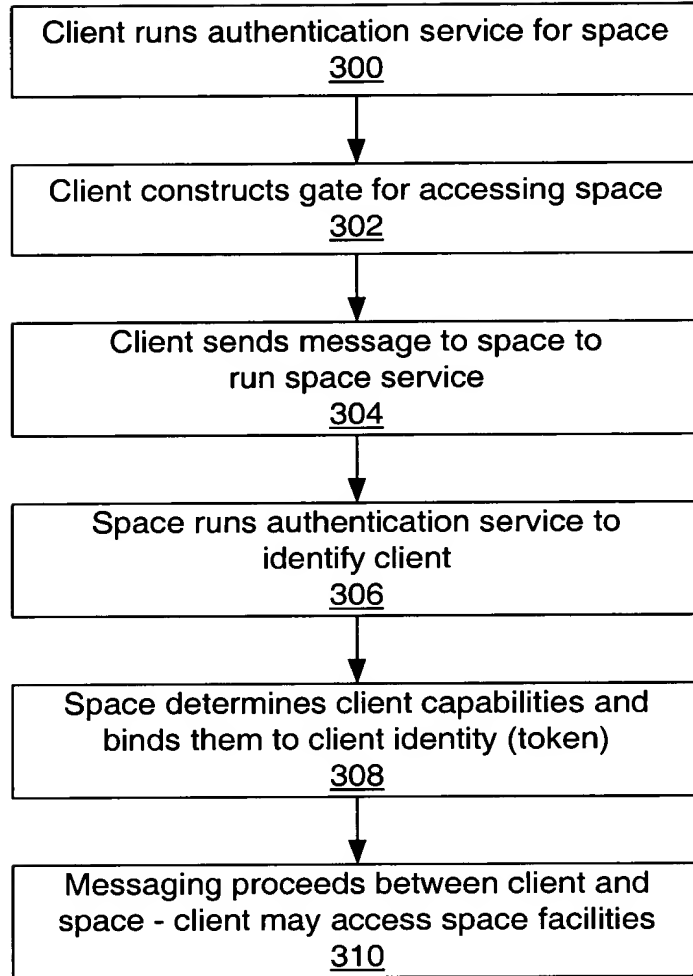 Client runs authentication service for space
300
Client constructs gate for accessing space
302
Client sends message to space to
run space service
304
Space runs authentication service to
identify client
306
Space determines client capabilities and
binds them to client identity (token)
308
Messaging proceeds between client and
space - client may access space facilities
310